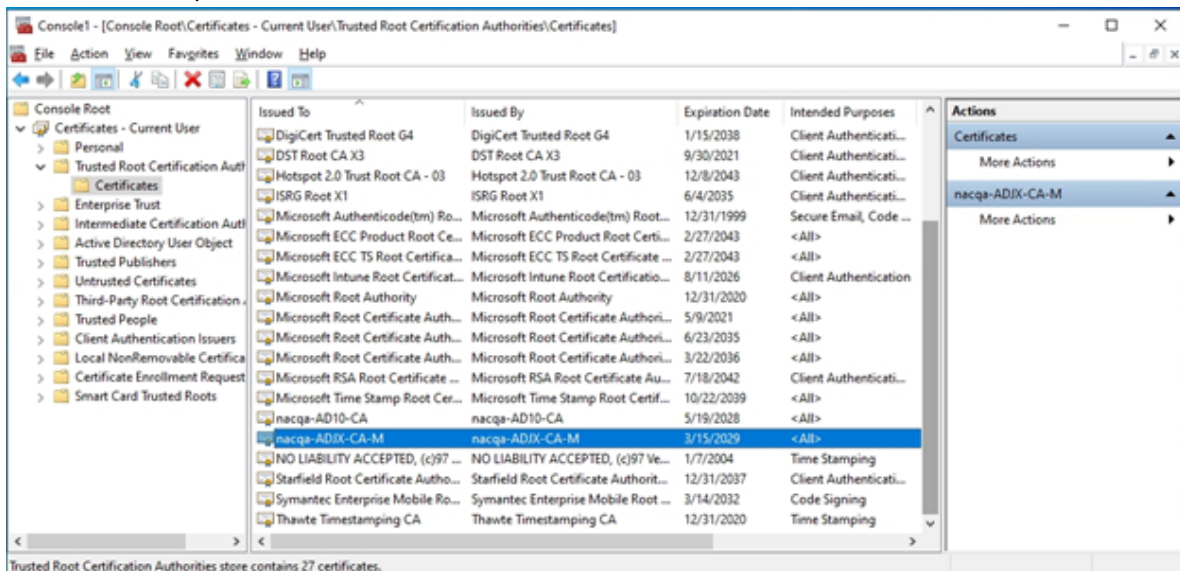 Console1 - [Console Root\Certificates - Current User\Trusted Root Certification Authorities\Certificates]
File Action View Favorites Window Help
Console Root
Certificates - Current User
Personal
Trusted Root Certification Auth
Certificates
Enterprise Trust
Intermediate Certification Auth
Active Directory User Object
Trusted Publishers
Untrusted Certificates
Third-Party Root Certification
Trusted People
Client Authentication Issuers
Local NonRemovable Certifica
Certificate Enrollment Request
Smart Card Trusted Roots
Issued To Issued By Expiration Date Intended Purposes
DigiCert Trusted Root G4 DigiCert Trusted Root G4 1/15/2038 Client Authenticati...
DST Root CA X3 DST Root CA X3 9/30/2021 Client Authenticati...
Hotspot 2.0 Trust Root CA - 03 Hotspot 2.0 Trust Root CA - 03 12/8/2043 Client Authenticati...
ISRG Root X1 ISRG Root X1 6/4/2035 Client Authenticati...
Microsoft Authenticode(tm) Ro... Microsoft Authenticode(tm) Root... 12/31/1999 Secure Email, Code ...
Microsoft ECC Product Root Ce... Microsoft ECC Product Root Certi... 2/27/2043 <All>
Microsoft ECC TS Root Certifica... Microsoft ECC TS Root Certificate ... 2/27/2043 <All>
Microsoft Intune Root Certificat... Microsoft Intune Root Certificatio... 8/11/2026 Client Authentication
Microsoft Root Authority Microsoft Root Authority 12/31/2020 <All>
Microsoft Root Certificate Auth... Microsoft Root Certificate Authori... 5/9/2021 <All>
Microsoft Root Certificate Auth... Microsoft Root Certificate Authori... 6/23/2035 <All>
Microsoft Root Certificate Auth... Microsoft Root Certificate Authori... 3/22/2036 <All>
Microsoft RSA Root Certificate ... Microsoft RSA Root Certificate Au... 7/18/2042 Client Authenticati...
Microsoft Time Stamp Root Cer... Microsoft Time Stamp Root Certif... 10/22/2039 <All>
nacqa-AD10-CA nacqa-AD10-CA 5/19/2028 <All>
nacqa-ADJX-CA-M nacqa-ADJX-CA-M 3/15/2029 <All>
NO LIABILITY ACCEPTED, (c)97 ... NO LIABILITY ACCEPTED, (c)97 Ve... 1/7/2004 Time Stamping
Starfield Root Certificate Autho... Starfield Root Certificate Authorit... 12/31/2037 Client Authenticati...
Symantec Enterprise Mobile Ro... Symantec Enterprise Mobile Root ... 3/14/2032 Code Signing
Thawte Timestamping CA Thawte Timestamping CA 12/31/2020 Time Stamping
Actions
Certificates
More Actions
nacqa-ADJX-CA-M
More Actions
Trusted Root Certification Authorities store contains 27 certificates.